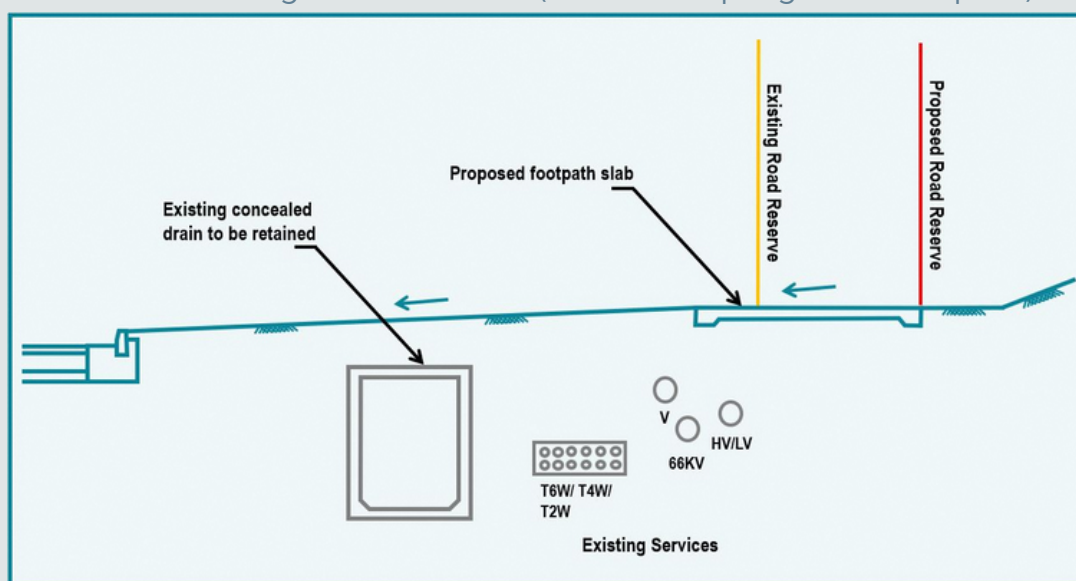 Existing Road Reserve
Proposed Road Reserve
Proposed footpath slab
Existing concealed
drain to be retained
V
HV/LV
66KV
T6W/ T4W/
T2W
Existing Services